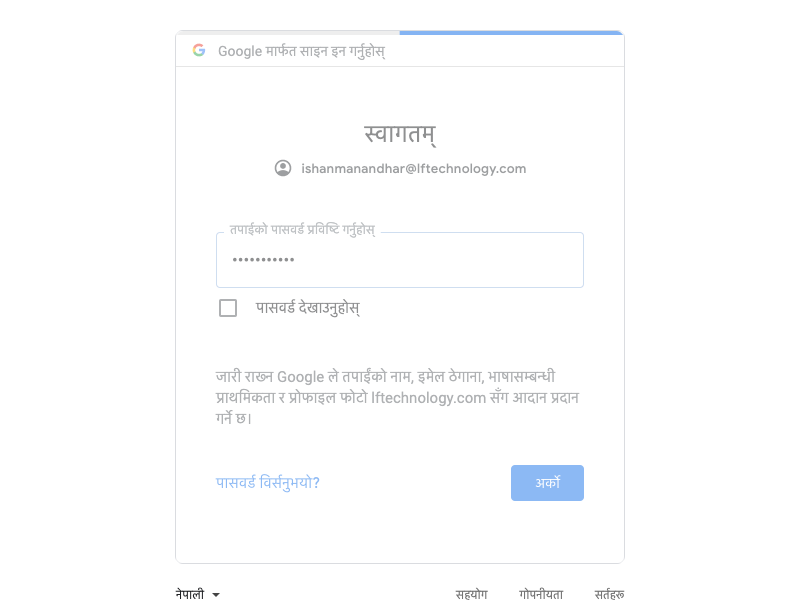 Google मार्फत साइन इन गर्नुहोस्
स्वागतम्
ishanmanandhar@lftechnology.com
तपाईको पासवर्ड प्रविष्टि गर्नुहोस्
पासवर्ड देखाउनुहोस्
जारी राख्न Google ले तपाईंको नाम, इमेल ठेगाना, भाषासम्बन्धी
प्राथमिकता र प्रोफाइल फोटो lftechnology.com सँग आदान प्रदान
गर्ने छ।
पासवर्ड विर्सनुभयो?
अर्को
नेपाली
सहयोग
गोपनीयता
सर्तहरू